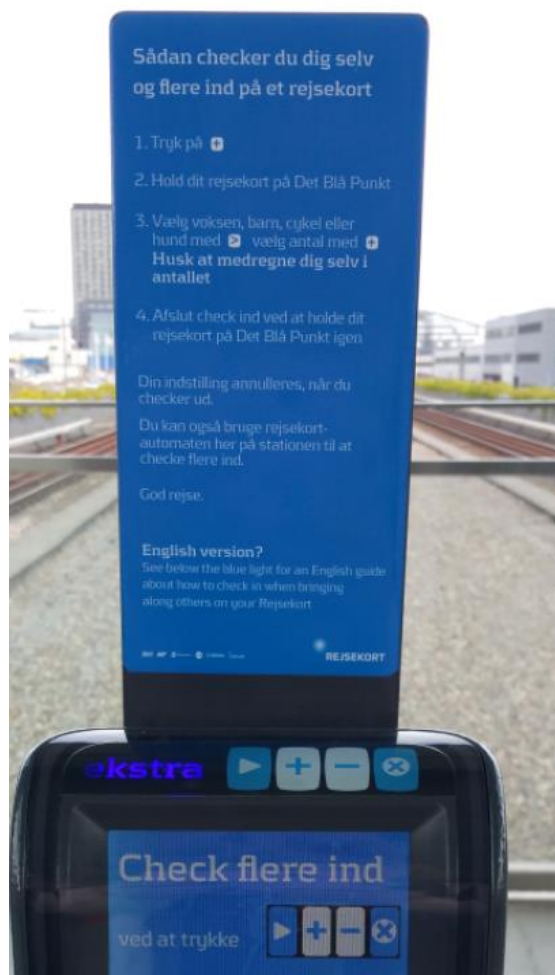 Sådan checker du dig selv
og flere ind på et rejsekort
1. Tryk på +
2. Hold dit rejsekort på Det Blå Punkt
3. Vælg voksen, barn, cykel eller
hund med > vælg antal med +
Husk at medregne dig selv i
antallet
4. Afslut check ind ved at holde dit
rejsekort på Det Blå Punkt igen
Din indstilling annulleres, når du
checker ud.
Du kan også bruge rejsekort-
automaten her på stationen til at
checke flere ind.
God rejse.
English version?
See below the blue light for an English guide
about how to check in when bringing
along others on your Rejsekort
REJSEKORT
ekstra
Check flere ind
ved at trykke